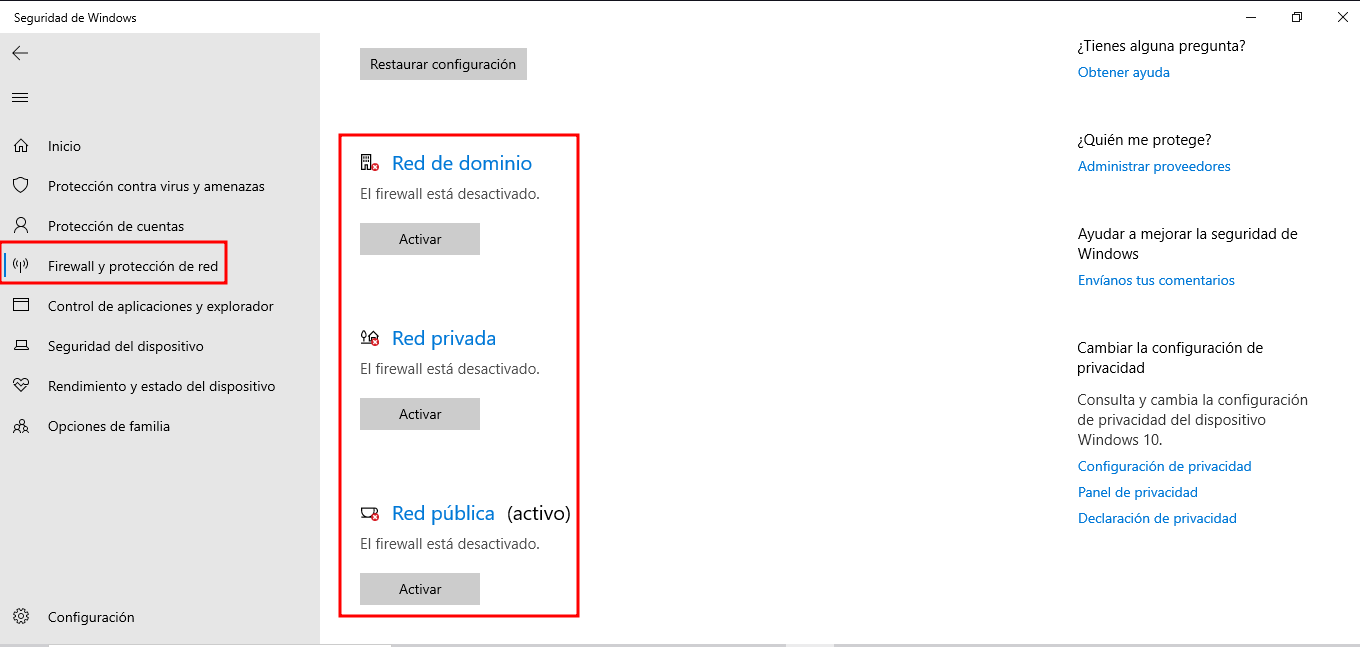 Seguridad de Windows
Inicio
Protección contra virus y amenazas
Protección de cuentas
Firewall y protección de red
Control de aplicaciones y explorador
Seguridad del dispositivo
Rendimiento y estado del dispositivo
Opciones de familia
Configuración
Restaurar configuración
Red de dominio
El firewall está desactivado.
Activar
Red privada
El firewall está desactivado.
Activar
Red pública (activo)
El firewall está desactivado.
Activar
¿Tienes alguna pregunta?
Obtener ayuda
¿Quién me protege?
Administrar proveedores
Ayudar a mejorar la seguridad de
Windows
Envíanos tus comentarios
Cambiar la configuración de
privacidad
Consulta y cambia la configuración
de privacidad del dispositivo
Windows 10.
Configuración de privacidad
Panel de privacidad
Declaración de privacidad